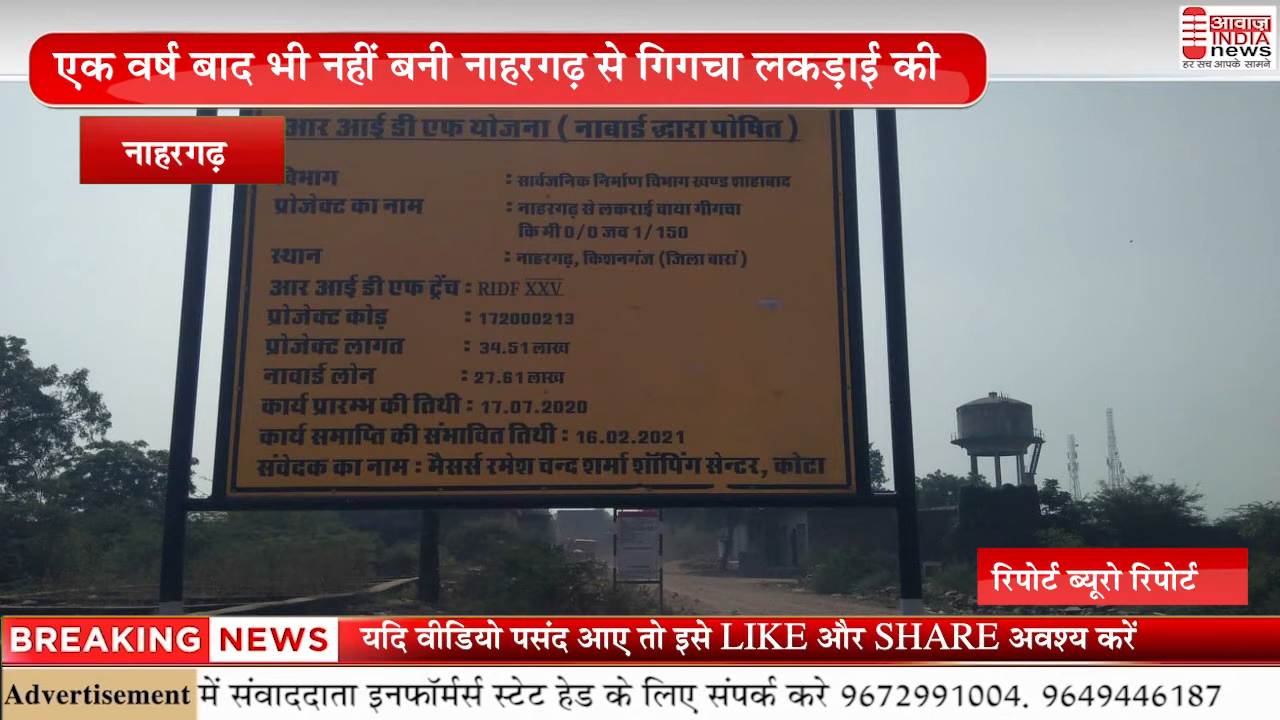 आवाज़
INDIA
news
हर सच आपके सामने
एक वर्ष बाद भी नहीं बनी नाहरगढ़ से गिगचा लकड़ाई की
नाहरगढ़
आर आई डी एफ योजना ( नाबार्ड द्धारा पोषित )
विभाग : सार्वजनिक निर्माण विभाग खण्ड शाहाबाद
प्रोजेक्ट का नाम : नाहरगढ़ से लकराई वाया गीगचा
कि मी 0/0 जव 1/150
स्थान : नाहरगढ़, किशनगंज (जिला बारां)
आर आई डी एफ ट्रेंच : RIDF XXV
प्रोजेक्ट कोड़ : 172000213
प्रोजेक्ट लागत : 34.51 लाख
नावार्ड लोन : 27.61 लाख
कार्य प्रारम्भ की तिथी : 17.07.2020
कार्य समाप्ति की संभावित तिथी : 16.02.2021
संवेदक का नाम : मैसर्स रमेश चन्द शर्मा शॉपिंग सेन्टर, कोटा
रिपोर्ट ब्यूरो रिपोर्ट
BREAKING NEWS यदि वीडियो पसंद आए तो इसे LIKE और SHARE अवश्य करें
Advertisement में संवाददाता इनफॉर्मर्स स्टेट हेड के लिए संपर्क करे 9672991004. 9649446187